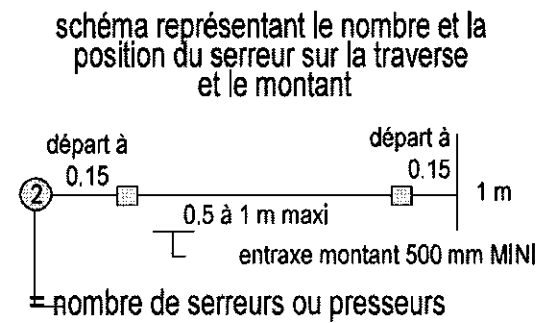 schéma représentant le nombre et la
position du serreur sur la traverse
et le montant
départ à
0.15
départ à
0.15
2
1 m
0,5 à 1 m maxi
entraxe montant 500 mm MINI
= nombre de serreurs ou presseurs